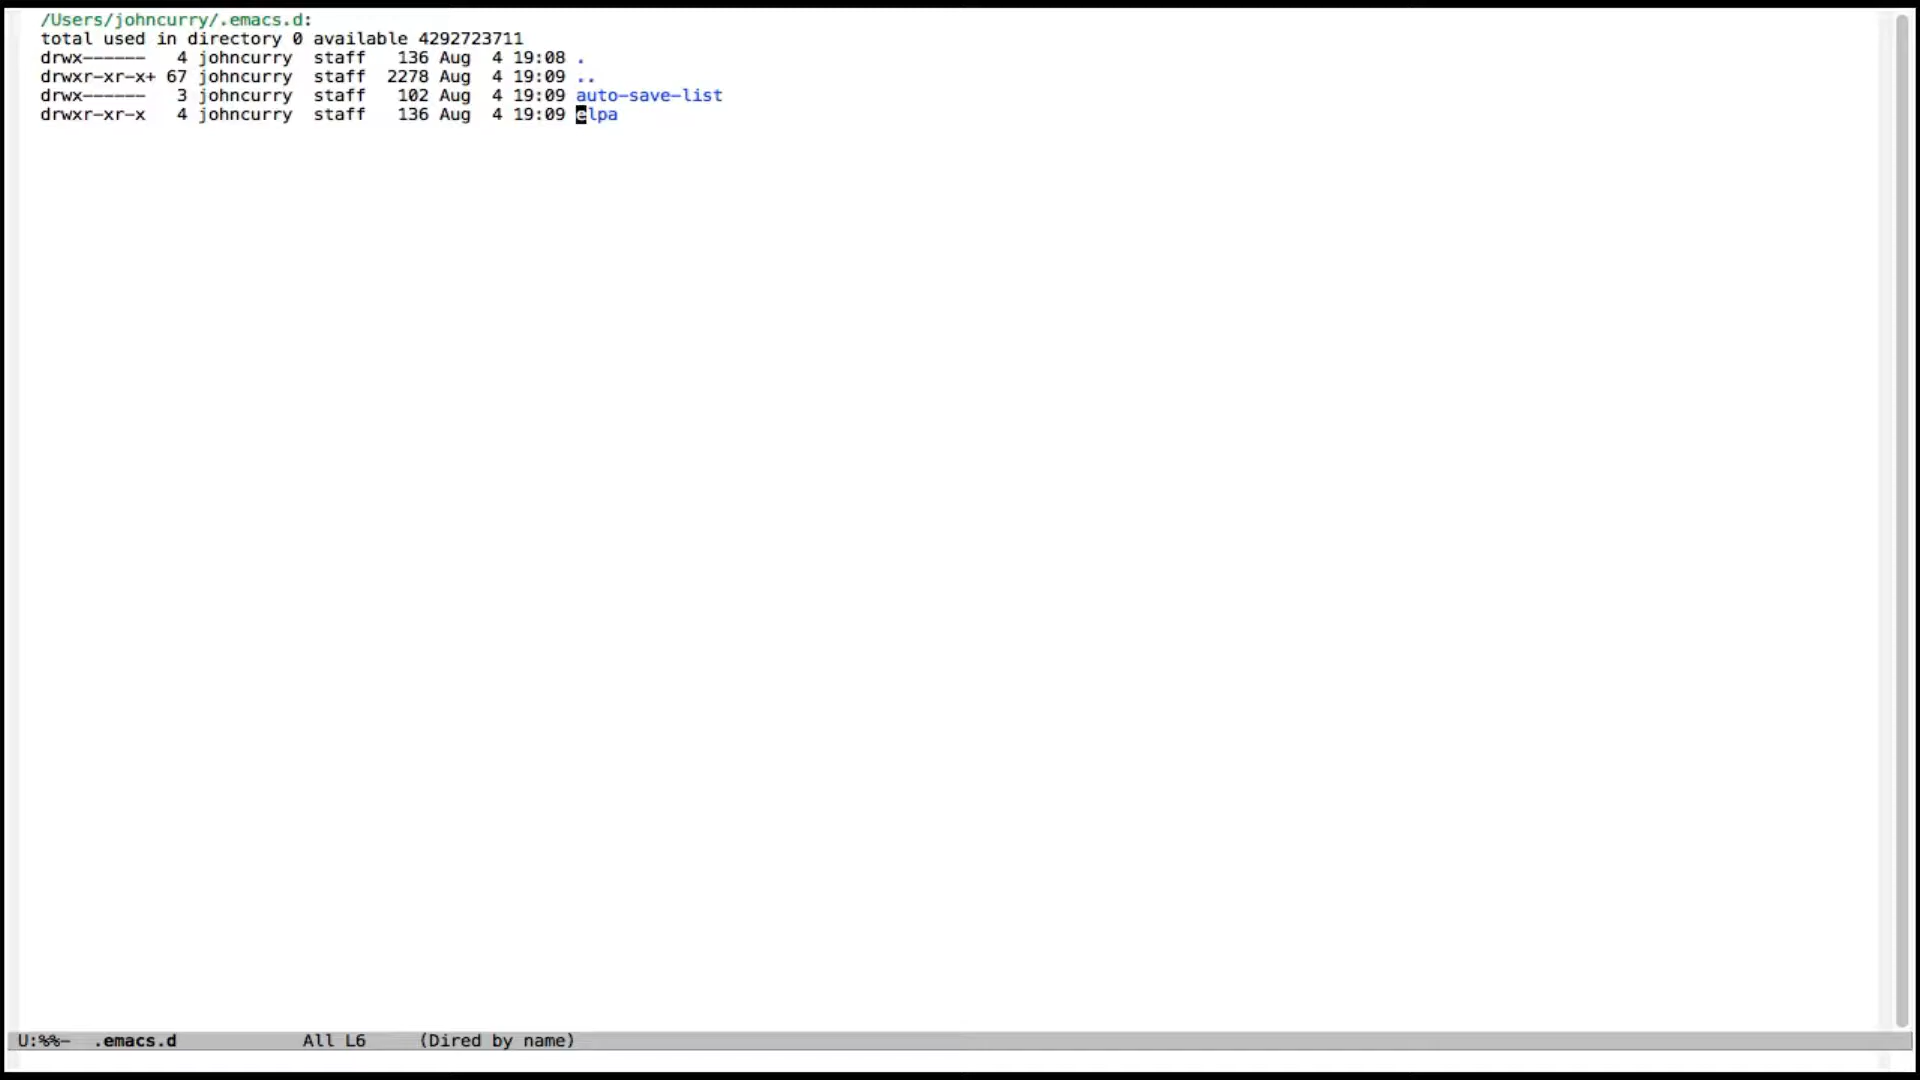 /Users/johncurry/.emacs.d:
total used in directory 0 available 4292723711
drwx------   4 johncurry  staff   136 Aug  4 19:08 .
drwxr-xr-x+ 67 johncurry  staff  2278 Aug  4 19:09 ..
drwx------   3 johncurry  staff   102 Aug  4 19:09 auto-save-list
drwxr-xr-x   4 johncurry  staff   136 Aug  4 19:09 elpa
U:%%-  .emacs.d            All L6     (Dired by name)